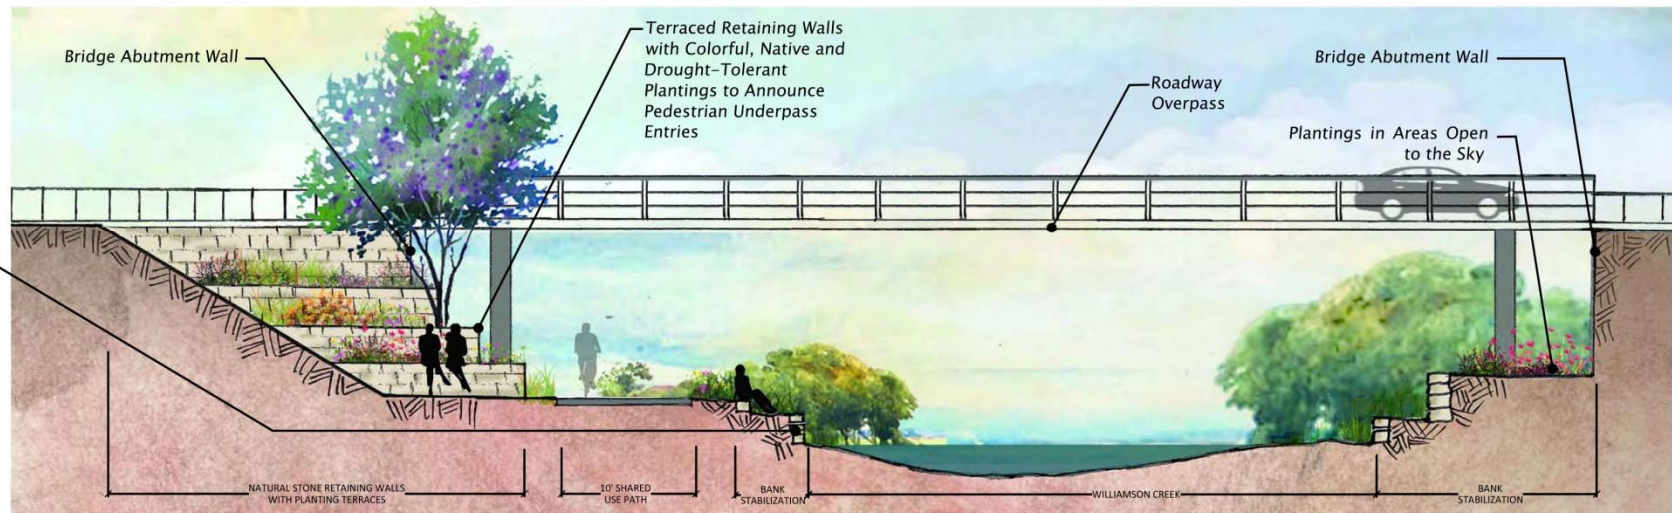 Bridge Abutment Wall
Terraced Retaining Walls
with Colorful, Native and
Drought-Tolerant
Plantings to Announce
Pedestrian Underpass
Entries
Roadway
Overpass
Bridge Abutment Wall
Plantings in Areas Open
to the Sky
NATURAL STONE RETAINING WALLS
WITH PLANTING TERRACES
10' SHARED
USE PATH
BANK
STABILIZATION
WILLIAMSON CREEK
BANK
STABILIZATION